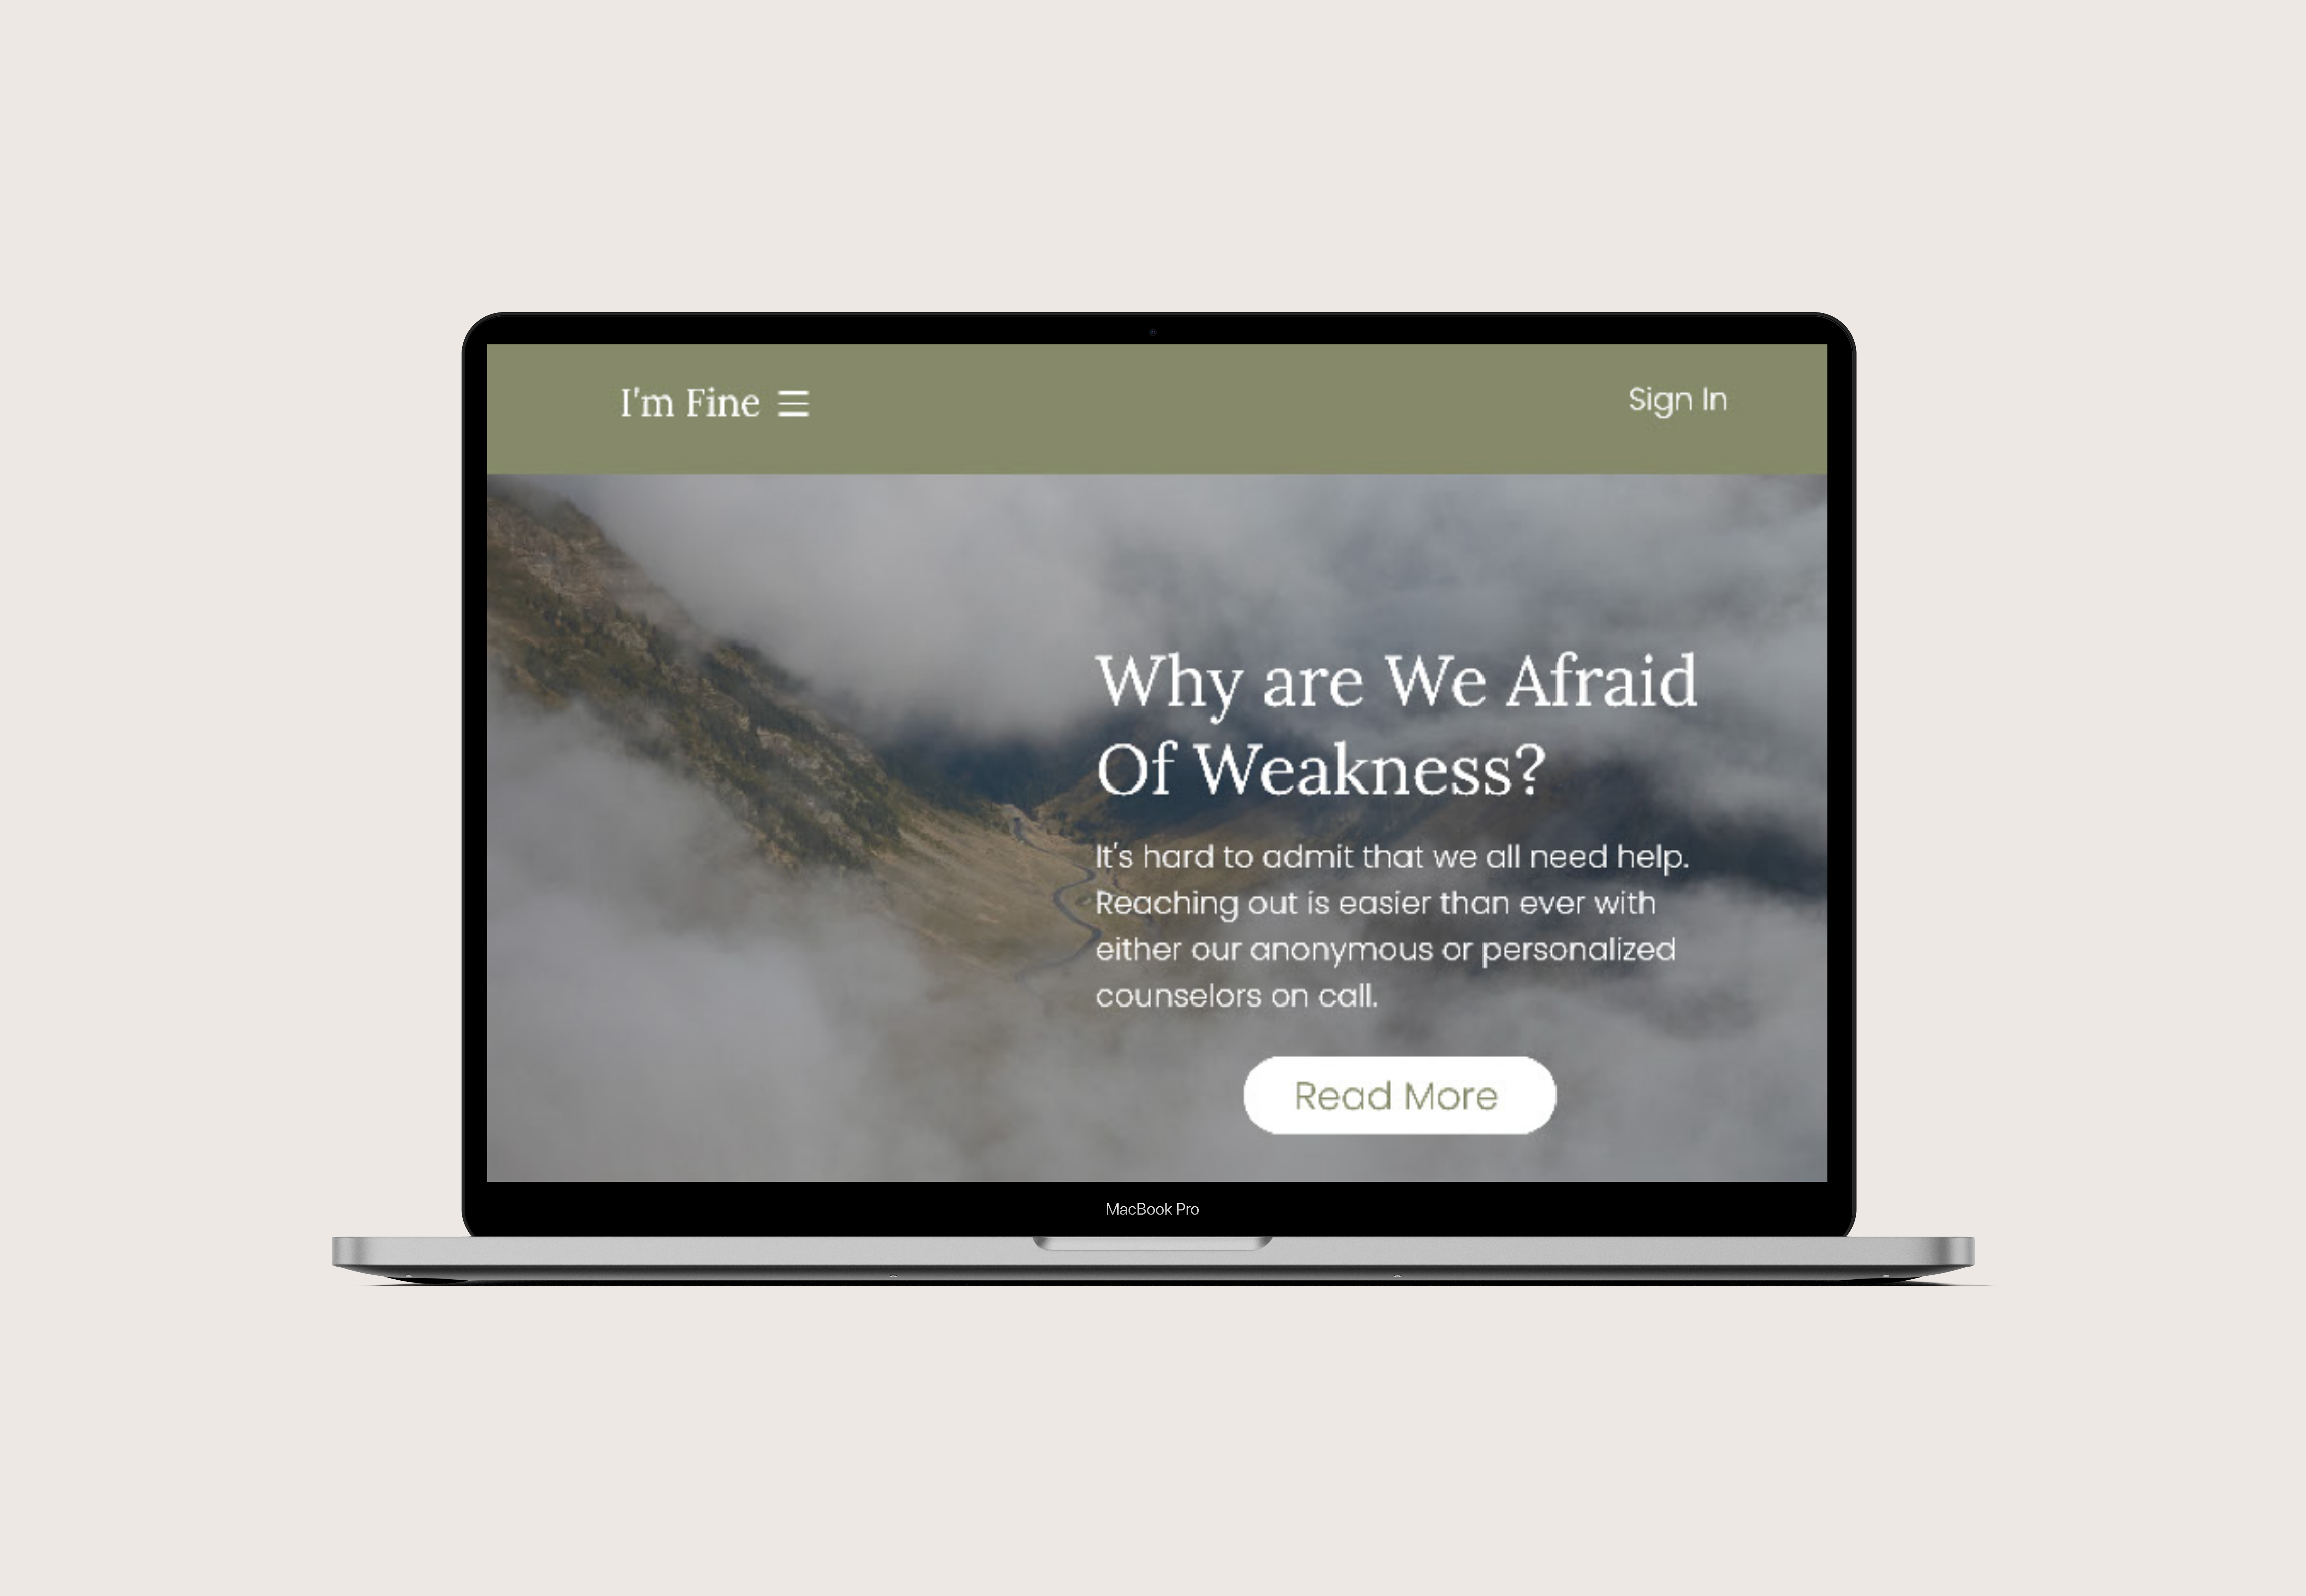 I'm Fine
Sign In
Why are We Afraid
Of Weakness?
It's hard to admit that we all need help.
Reaching out is easier than ever with
either our anonymous or personalized
counselors on call.
Read More
MacBook Pro